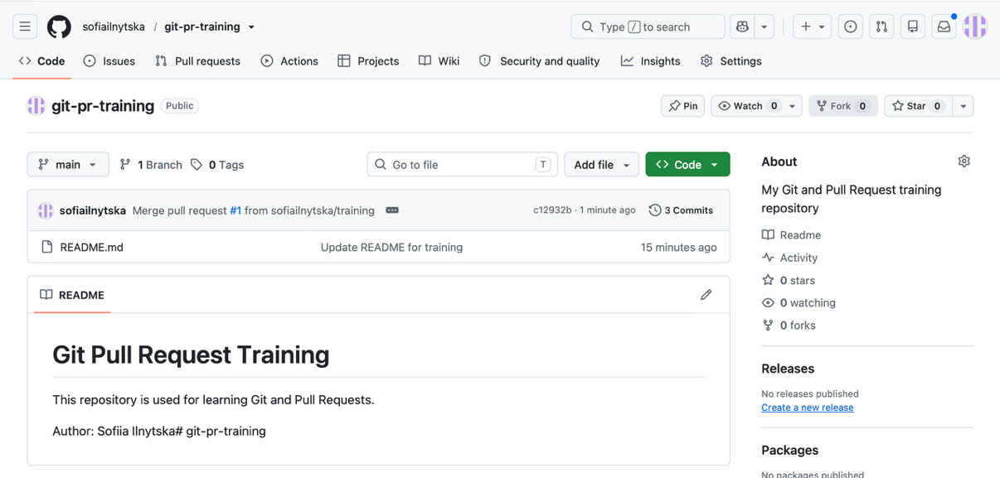 sofiailnytska / git-pr-training
Type / to search
Code Issues Pull requests Actions Projects Wiki Security and quality Insights Settings
git-pr-training Public
Pin Watch 0 Fork 0 Star 0
main 1 Branch 0 Tags
Go to file T Add file Code
sofiailnytska Merge pull request #1 from sofiailnytska/training
c12932b · 1 minute ago 3 Commits
README.md Update README for training 15 minutes ago
README
Git Pull Request Training
This repository is used for learning Git and Pull Requests.
Author: Sofiia Ilnytska# git-pr-training
About
My Git and Pull Request training
repository
Readme
Activity
0 stars
0 watching
0 forks
Releases
No releases published
Create a new release
Packages
No packages published